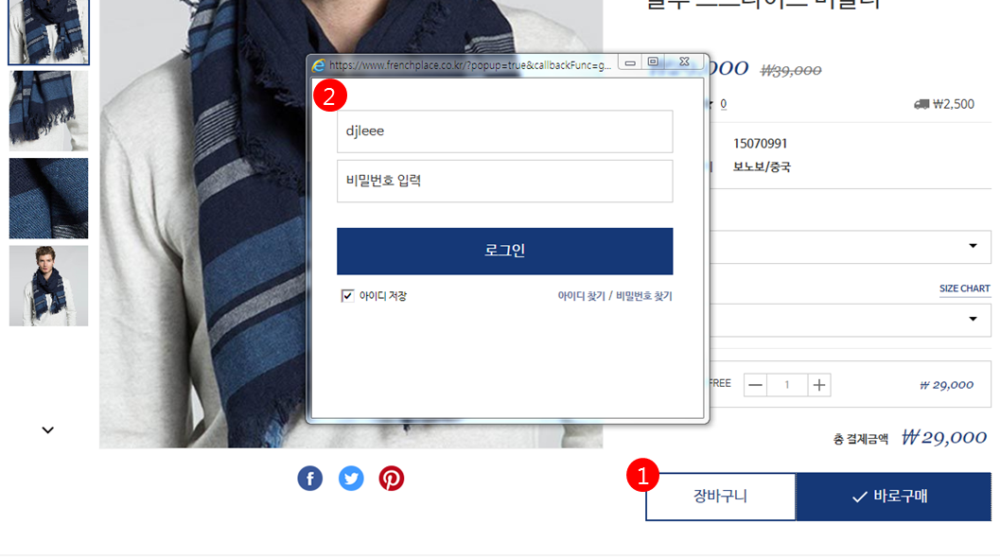 https://www.frenchplace.co.kr/?popup=true&callbackFunc=g...
2
djleee
비밀번호 입력
로그인
아이디 저장
아이디 찾기 / 비밀번호 찾기
₩39,000
0
₩2,500
15070991
보노보/중국
SIZE CHART
FREE
1
₩ 29,000
총 결제금액 ₩29,000
1
장바구니
바로구매